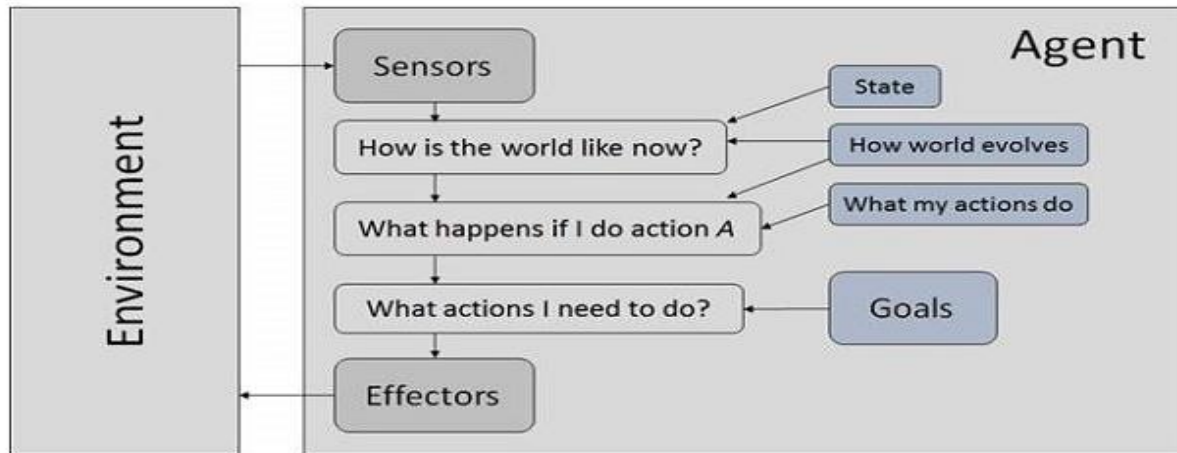 Agent
Environment
Sensors
State
How is the world like now?
How world evolves
What my actions do
What happens if I do action A
What actions I need to do?
Goals
Effectors